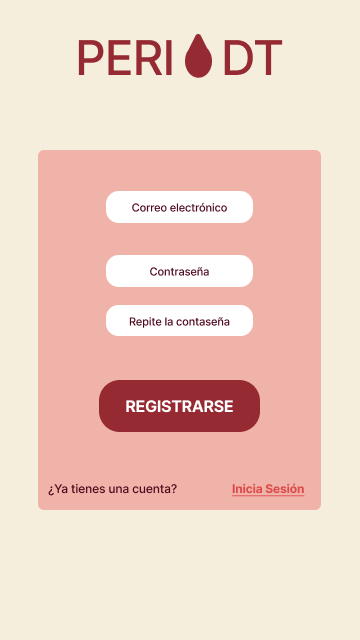 PERI DT
Correo electrónico
Contraseña
Repite la contaseña
REGISTRARSE
¿Ya tienes una cuenta? Inicia Sesión